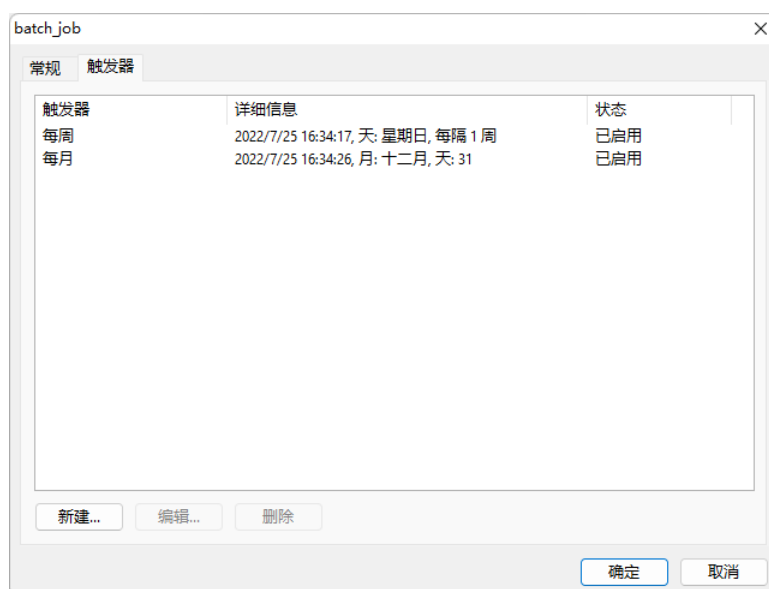 batch_job
常规 触发器
触发器 详细信息 状态
每周 2022/7/25 16:34:17, 天: 星期日, 每隔 1 周 已启用
每月 2022/7/25 16:34:26, 月: 十二月, 天: 31 已启用
新建... 编辑... 删除
确定 取消